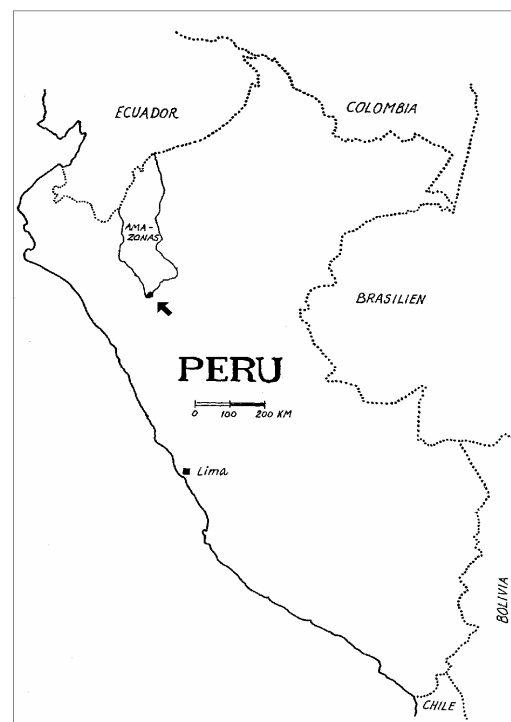 ECUADOR
COLOMBIA
AMA-
ZONAS
BRASILIEN
PERU
0 100 200 KM
Lima
BOLIVIA
CHILE